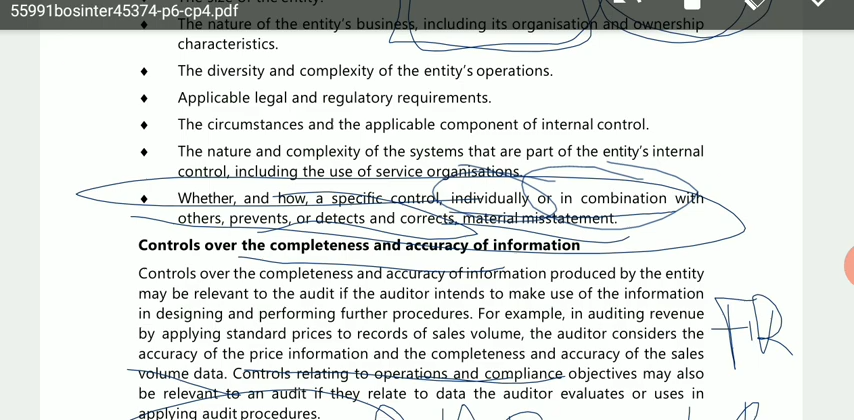 The size of the entity.
55991bosinter45374-p6-cp4.pdf
♦ The nature of the entity's business, including its organisation and ownership
characteristics.
♦ The diversity and complexity of the entity's operations.
♦ Applicable legal and regulatory requirements.
♦ The circumstances and the applicable component of internal control.
♦ The nature and complexity of the systems that are part of the entity's internal
control, including the use of service organisations.
♦ Whether, and how, a specific control, individually or in combination with
others, prevents, or detects and corrects, material misstatement.
Controls over the completeness and accuracy of information
Controls over the completeness and accuracy of information produced by the entity
may be relevant to the audit if the auditor intends to make use of the information
in designing and performing further procedures. For example, in auditing revenue
by applying standard prices to records of sales volume, the auditor considers the
accuracy of the price information and the completeness and accuracy of the sales
volume data. Controls relating to operations and compliance objectives may also
be relevant to an audit if they relate to data the auditor evaluates or uses in
applying audit procedures.